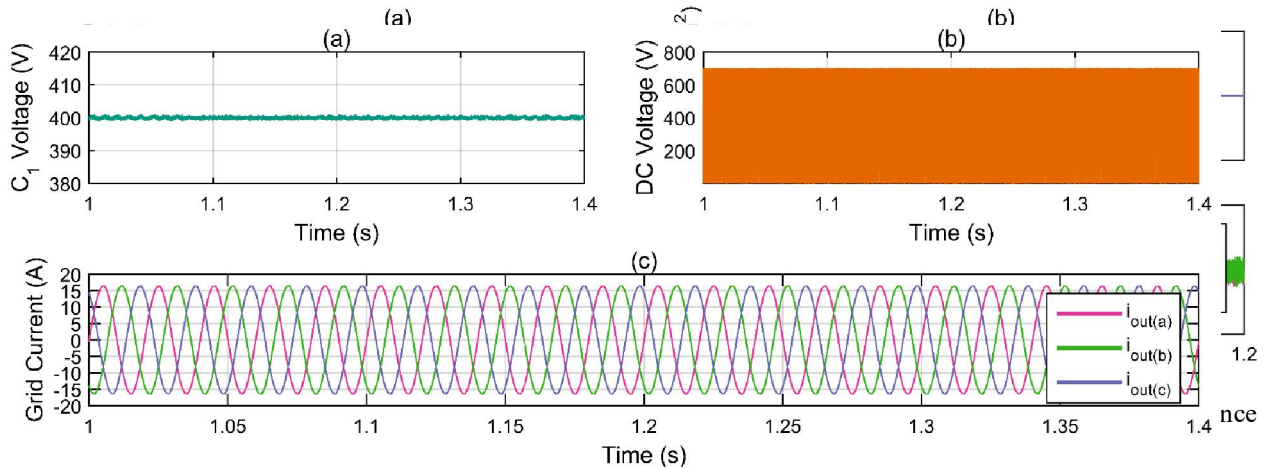 (a)
(b)
(a)
420
410
400
390
380
C1 Voltage (V)
1 1.1 1.2 1.3 1.4
Time (s)
(b)
800
600
400
200
DC Voltage (V)
1 1.1 1.2 1.3 1.4
Time (s)
(c)
20
15
10
5
0
-5
-10
-15
-20
Grid Current (A)
i out(a)
i out(b)
i out(c)
1 1.05 1.1 1.15 1.2 1.25 1.3 1.35 1.4
Time (s)
1.2
nce